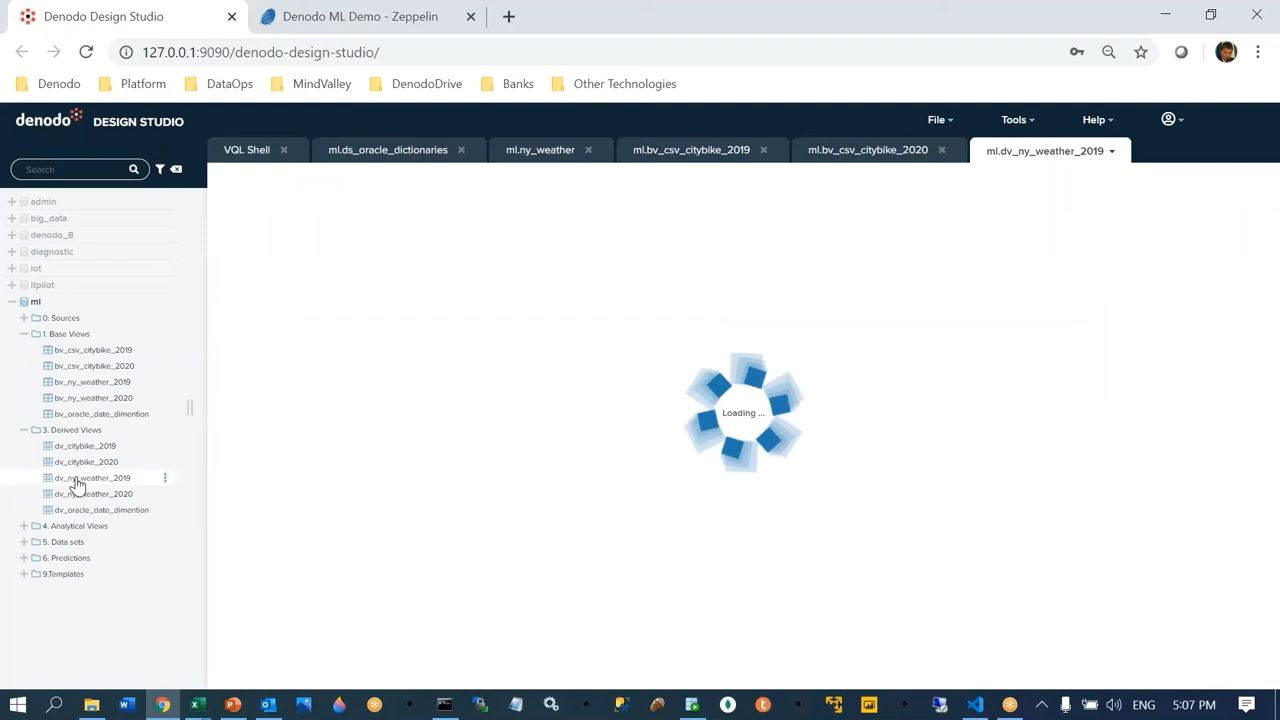 Denodo Design Studio
Denodo ML Demo - Zeppelin
127.0.0.1:9090/denodo-design-studio/
Denodo
Platform
DataOps
MindValley
DenodoDrive
Banks
Other Technologies
denodo DESIGN STUDIO
File
Tools
Help
VQL Shell
ml.ds_oracle_dictionaries
ml.ny_weather
ml.bv_csv_citybike_2019
ml.bv_csv_citybike_2020
ml.dv_ny_weather_2019
Search
admin
big_data
denodo_8
diagnostic
iot
itpilot
ml
0. Sources
1. Base Views
bv_csv_citybike_2019
bv_csv_citybike_2020
bv_ny_weather_2019
bv_ny_weather_2020
bv_oracle_date_dimention
3. Derived Views
dv_citybike_2019
dv_citybike_2020
dv_ny_weather_2019
dv_ny_weather_2020
dv_oracle_date_dimention
4. Analytical Views
5. Data sets
6. Predictions
9.Templates
Loading ...
ENG
5:07 PM